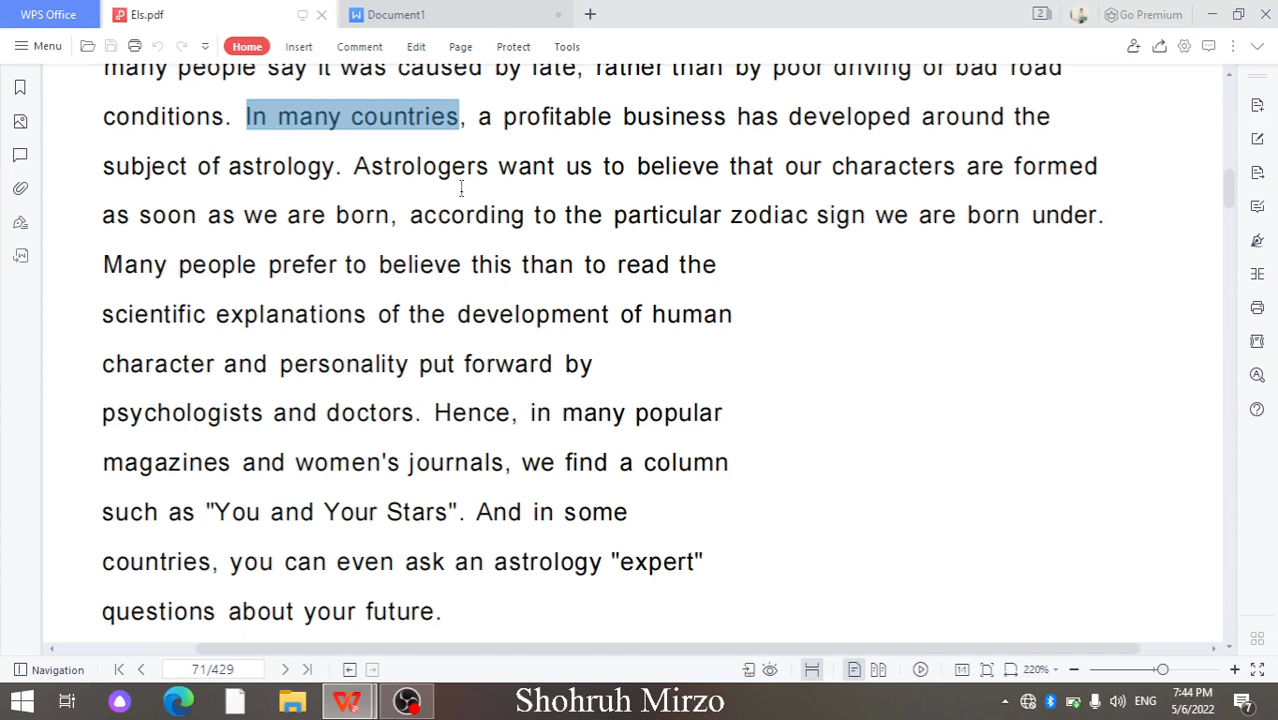 WPS Office
Els.pdf
Document1
Go Premium
Menu
Home
Insert
Comment
Edit
Page
Protect
Tools
many people say it was caused by fate, rather than by poor driving or bad road
conditions. In many countries, a profitable business has developed around the
subject of astrology. Astrologers want us to believe that our characters are formed
as soon as we are born, according to the particular zodiac sign we are born under.
Many people prefer to believe this than to read the
scientific explanations of the development of human
character and personality put forward by
psychologists and doctors. Hence, in many popular
magazines and women's journals, we find a column
such as "You and Your Stars". And in some
countries, you can even ask an astrology "expert"
questions about your future.
Navigation
71/429
220%
Shohruh Mirzo
ENG
7:44 PM
5/6/2022
7